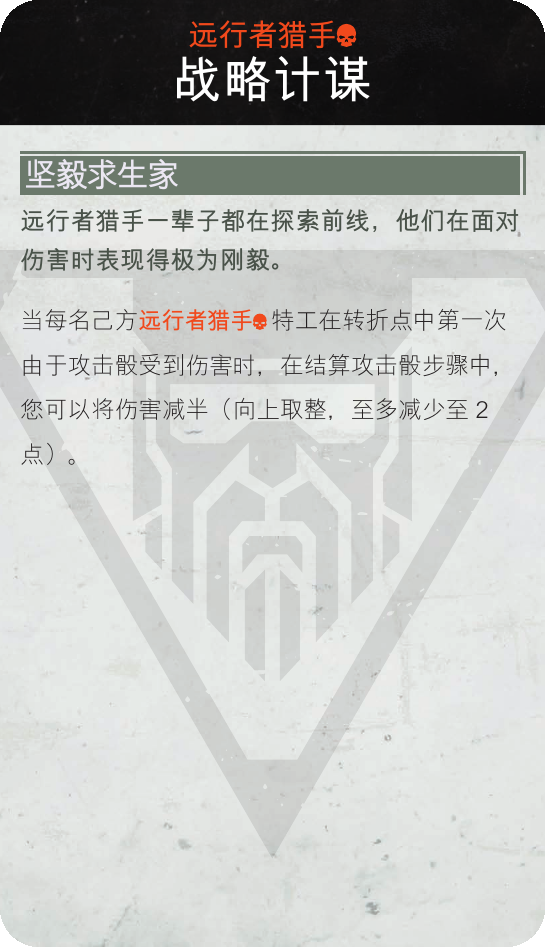 远行者猎手
战略计谋
坚毅求生家
远行者猎手一辈子都在探索前线，他们在面对
伤害时表现得极为刚毅。
当每名己方远行者猎手特工在转折点中第一次
由于攻击骰受到伤害时，在结算攻击骰步骤中，
您可以将伤害减半（向上取整，至多减少至 2
点）。